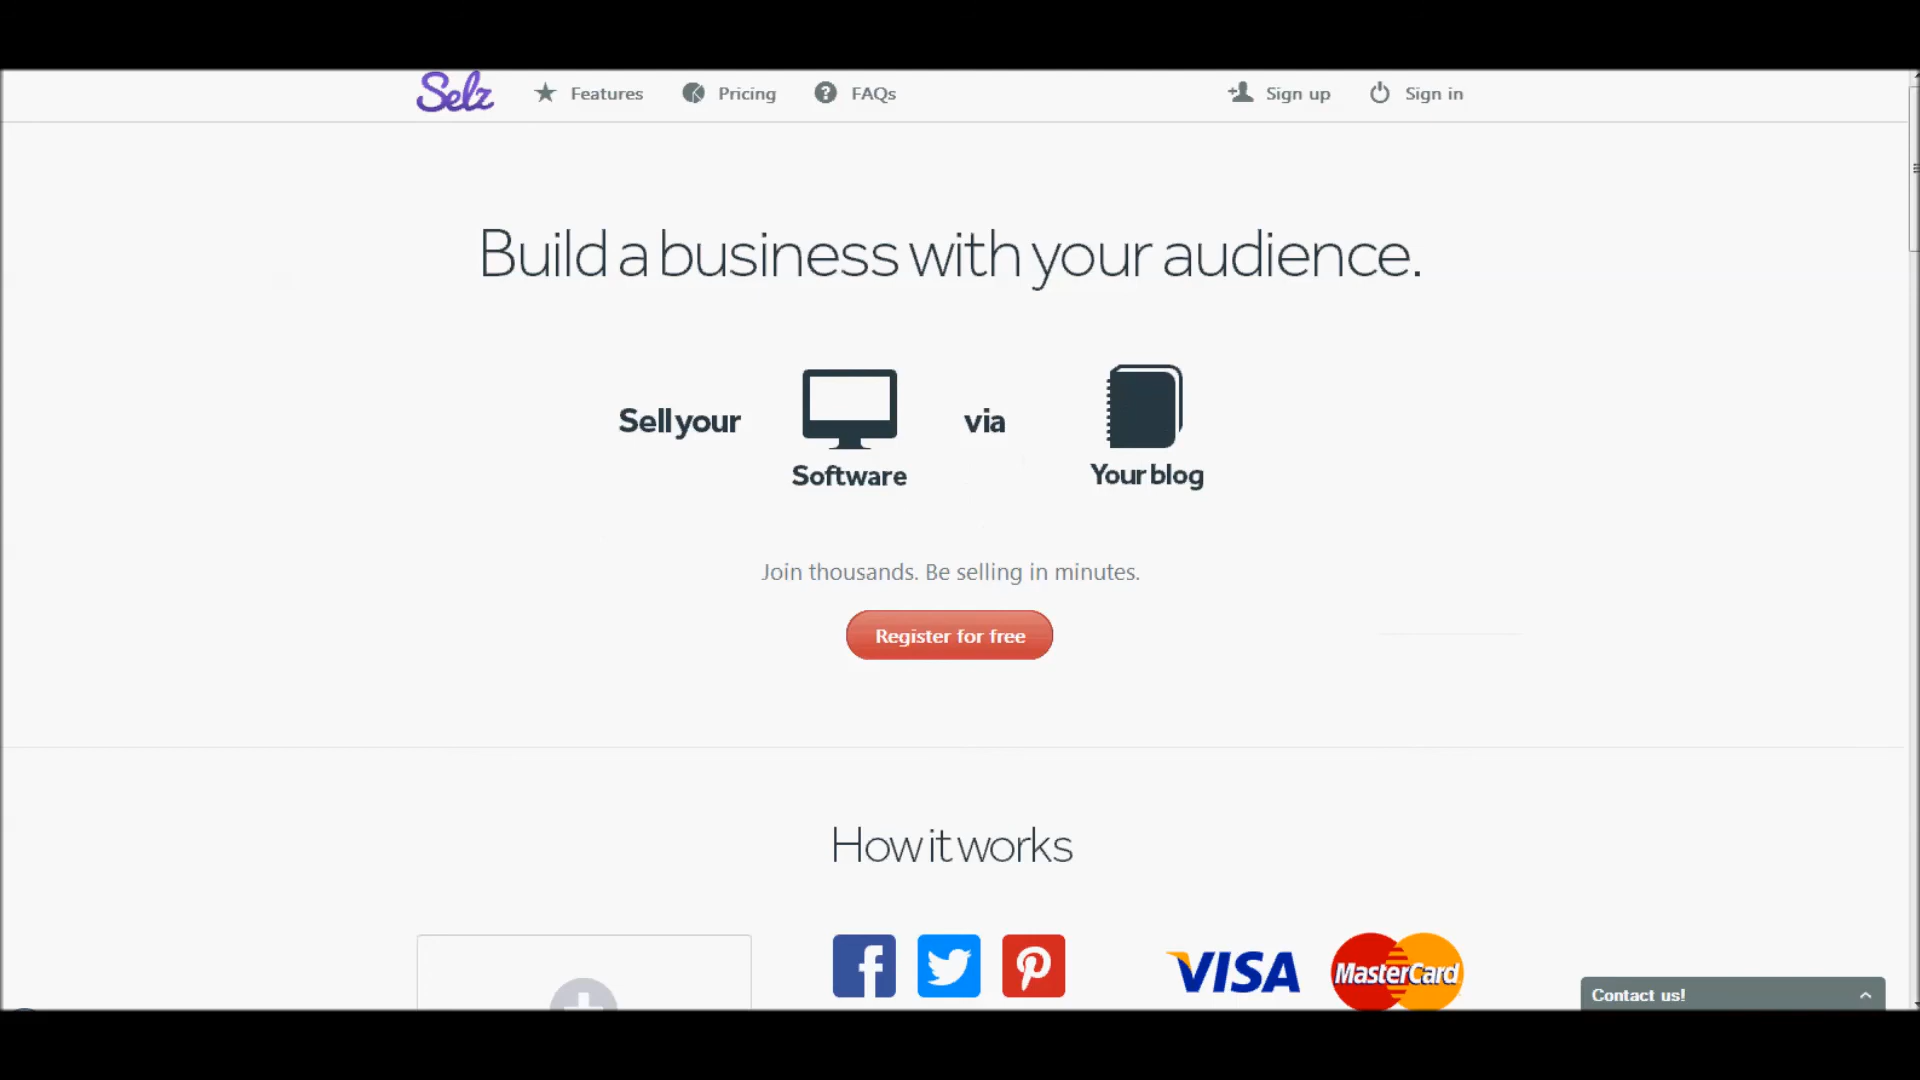 Selz Features Pricing FAQs Sign up Sign in
Build a business with your audience.
Sell your Software via Your blog
Join thousands. Be selling in minutes.
Register for free
How it works
VISA MasterCard
Contact us!